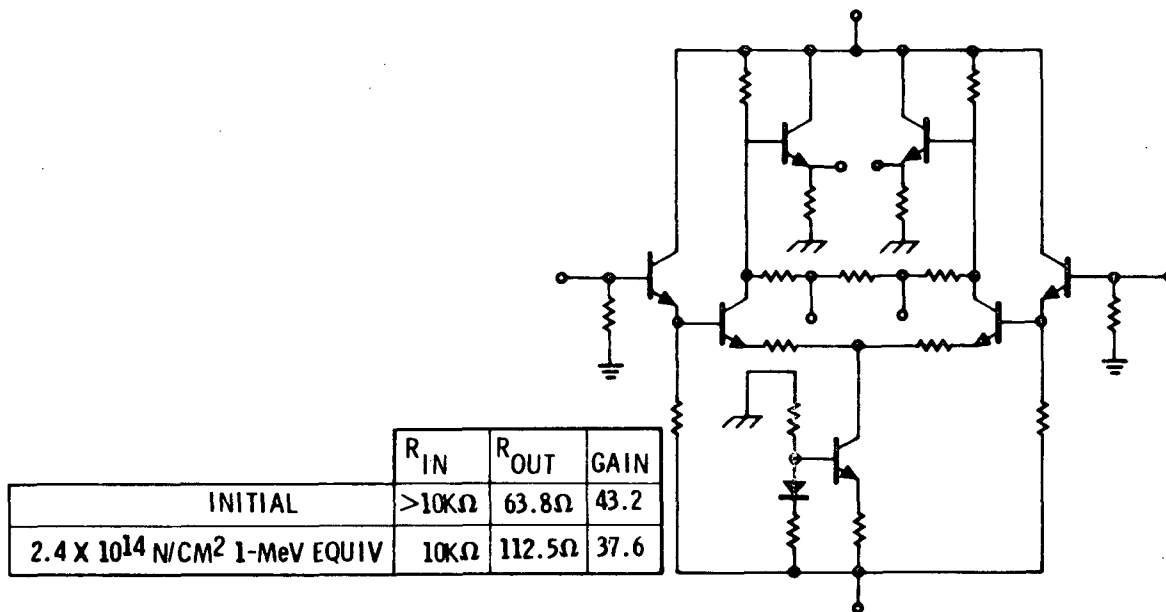 R_IN R_OUT GAIN
INITIAL >10KΩ 63.8Ω 43.2
2.4 X 10^14 N/CM^2 1-MeV EQUIV 10KΩ 112.5Ω 37.6